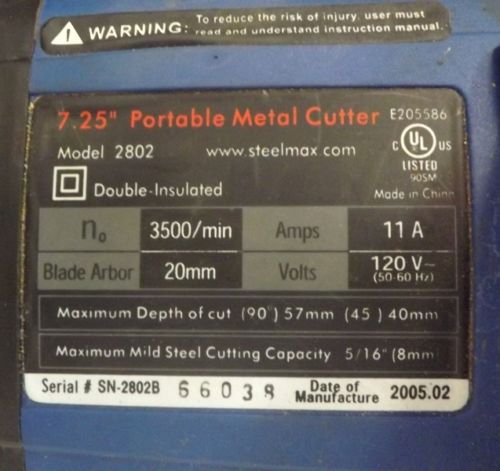 WARNING: To reduce the risk of injury, user must
read and understand instruction manual.
7.25" Portable Metal Cutter E205586
Model 2802 www.steelmax.com C UL US
LISTED
90SM
Double-Insulated Made in China
n₀ 3500/min Amps 11 A
Blade Arbor 20mm Volts 120 V~
(50-60 Hz)
Maximum Depth of cut (90°) 57mm (45°) 40mm
Maximum Mild Steel Cutting Capacity 5/16" (8mm)
Serial # SN-2802B 66038 Date of
Manufacture 2005.02